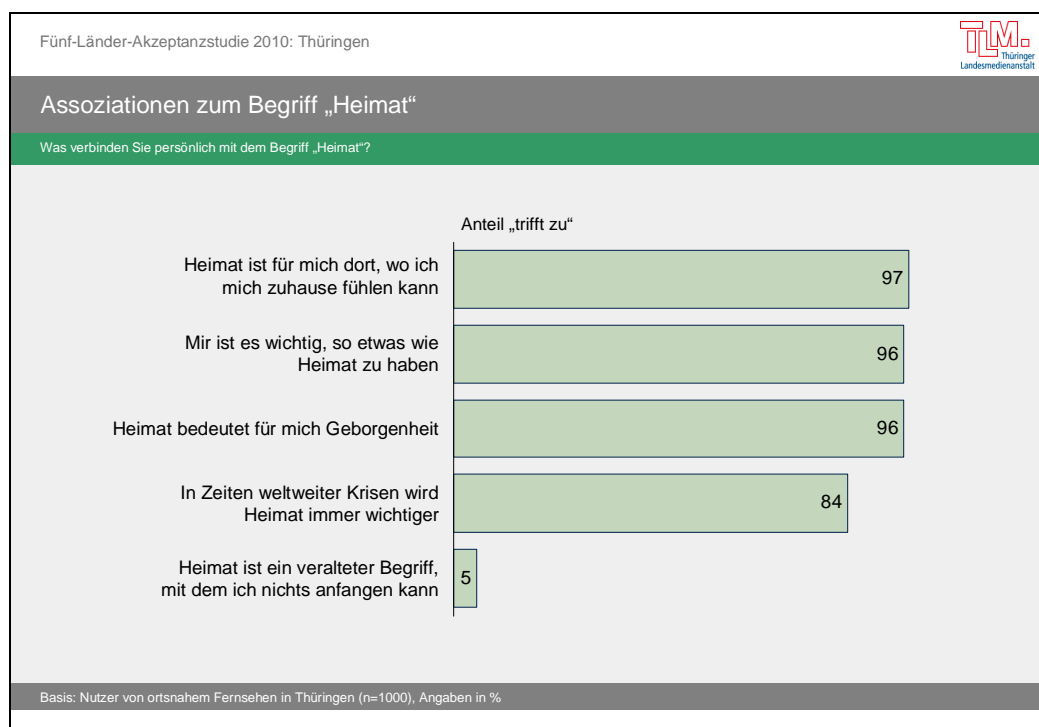 Fünf-Länder-Akzeptanzstudie 2010: Thüringen
TLM.
Thüringer
Landesmedienanstalt
Assoziationen zum Begriff „Heimat“
Was verbinden Sie persönlich mit dem Begriff „Heimat“?
Anteil „trifft zu“
Heimat ist für mich dort, wo ich
mich zuhause fühlen kann
97
Mir ist es wichtig, so etwas wie
Heimat zu haben
96
Heimat bedeutet für mich Geborgenheit
96
In Zeiten weltweiter Krisen wird
Heimat immer wichtiger
84
Heimat ist ein veralteter Begriff,
mit dem ich nichts anfangen kann
5
Basis: Nutzer von ortsnahem Fernsehen in Thüringen (n=1000), Angaben in %